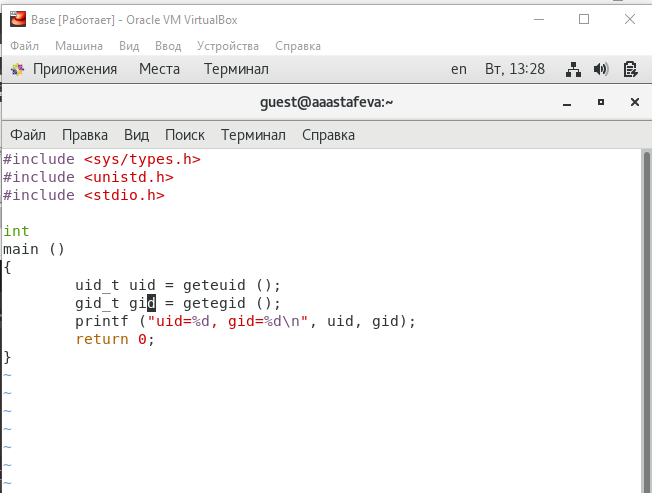 Base [Работает] - Oracle VM VirtualBox
Файл Машина Вид Ввод Устройства Справка
Приложения Места Терминал en Вт, 13:28
guest@aaastafeva:~
Файл Правка Вид Поиск Терминал Справка
#include <sys/types.h>
#include <unistd.h>
#include <stdio.h>
int
main ()
{
        uid_t uid = geteuid ();
        gid_t gid = getegid ();
        printf ("uid=%d, gid=%d\n", uid, gid);
        return 0;
}
~
~
~
~
~
~
~